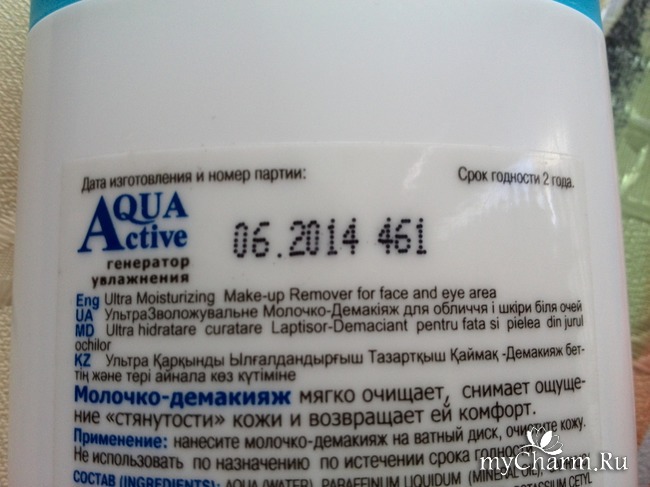 Дата изготовления и номер партии:
Срок годности 2 года.
AQUA
Active
генератор
увлажнения
06.2014 461
Eng Ultra Moisturizing Make-up Remover for face and eye area
UA УльтраЗволожувальне Молочко-Демакіяж для обличчя і шкіри біля очей
MD Ultra hidratare curatare Laptisor-Demaciant pentru fata si pielea din jurul
ochilor
KZ Ультра Қарқынды Ылғалдандырғыш Тазартқыш Қаймақ -Демакияж бет-
тің және тері айнала көз күтіміне
Молочко-демакияж мягко очищает, снимает ощуще-
ние «стянутости» кожи и возвращает ей комфорт.
Применение: нанесите молочко-демакияж на ватный диск, очистите кожу.
Не использовать по назначению по истечении срока годности.
СОСТАВ (INGREDIENTS): AQUA (WATER), PARAFFINUM LIQUIDUM (MINERAL OIL),
POTASSIUM CETYL
myCharm.Ru